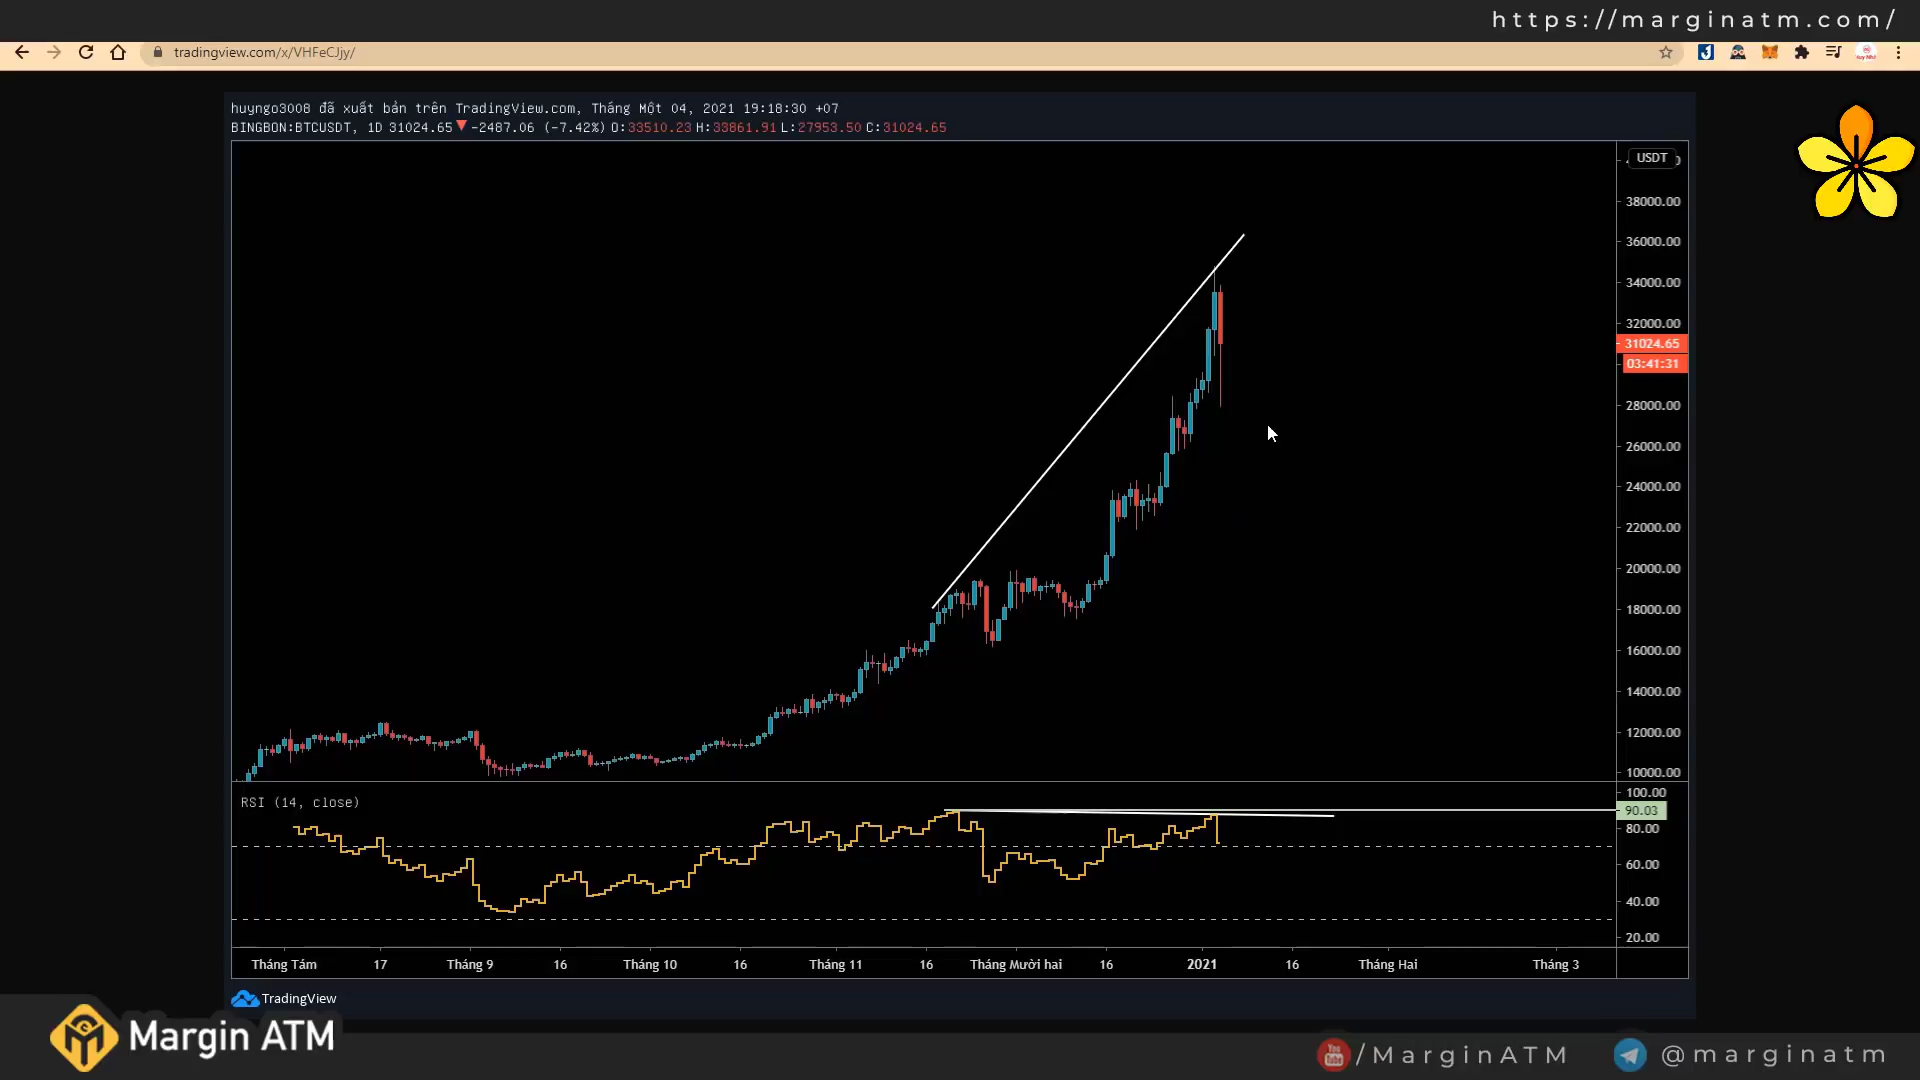 https://marginatm.com/
tradingview.com/x/VHFeCJjy/
huyngo3008 đã xuất bản trên TradingView.com, Tháng Một 04, 2021 19:18:30 +07
BINGBON:BTCUSDT, 1D 31024.65 ▼ -2487.06 (-7.42%) O:33510.23 H:33861.91 L:27953.50 C:31024.65
USDT
38000.00
36000.00
34000.00
32000.00
31024.65
03:41:31
28000.00
26000.00
24000.00
22000.00
20000.00
18000.00
16000.00
14000.00
12000.00
10000.00
RSI (14, close)
100.00
90.03
80.00
60.00
40.00
20.00
Tháng Tám 17 Tháng 9 16 Tháng 10 16 Tháng 11 16 Tháng Mười hai 16 2021 16 Tháng Hai Tháng 3
TradingView
Margin ATM
/MarginATM @marginatm